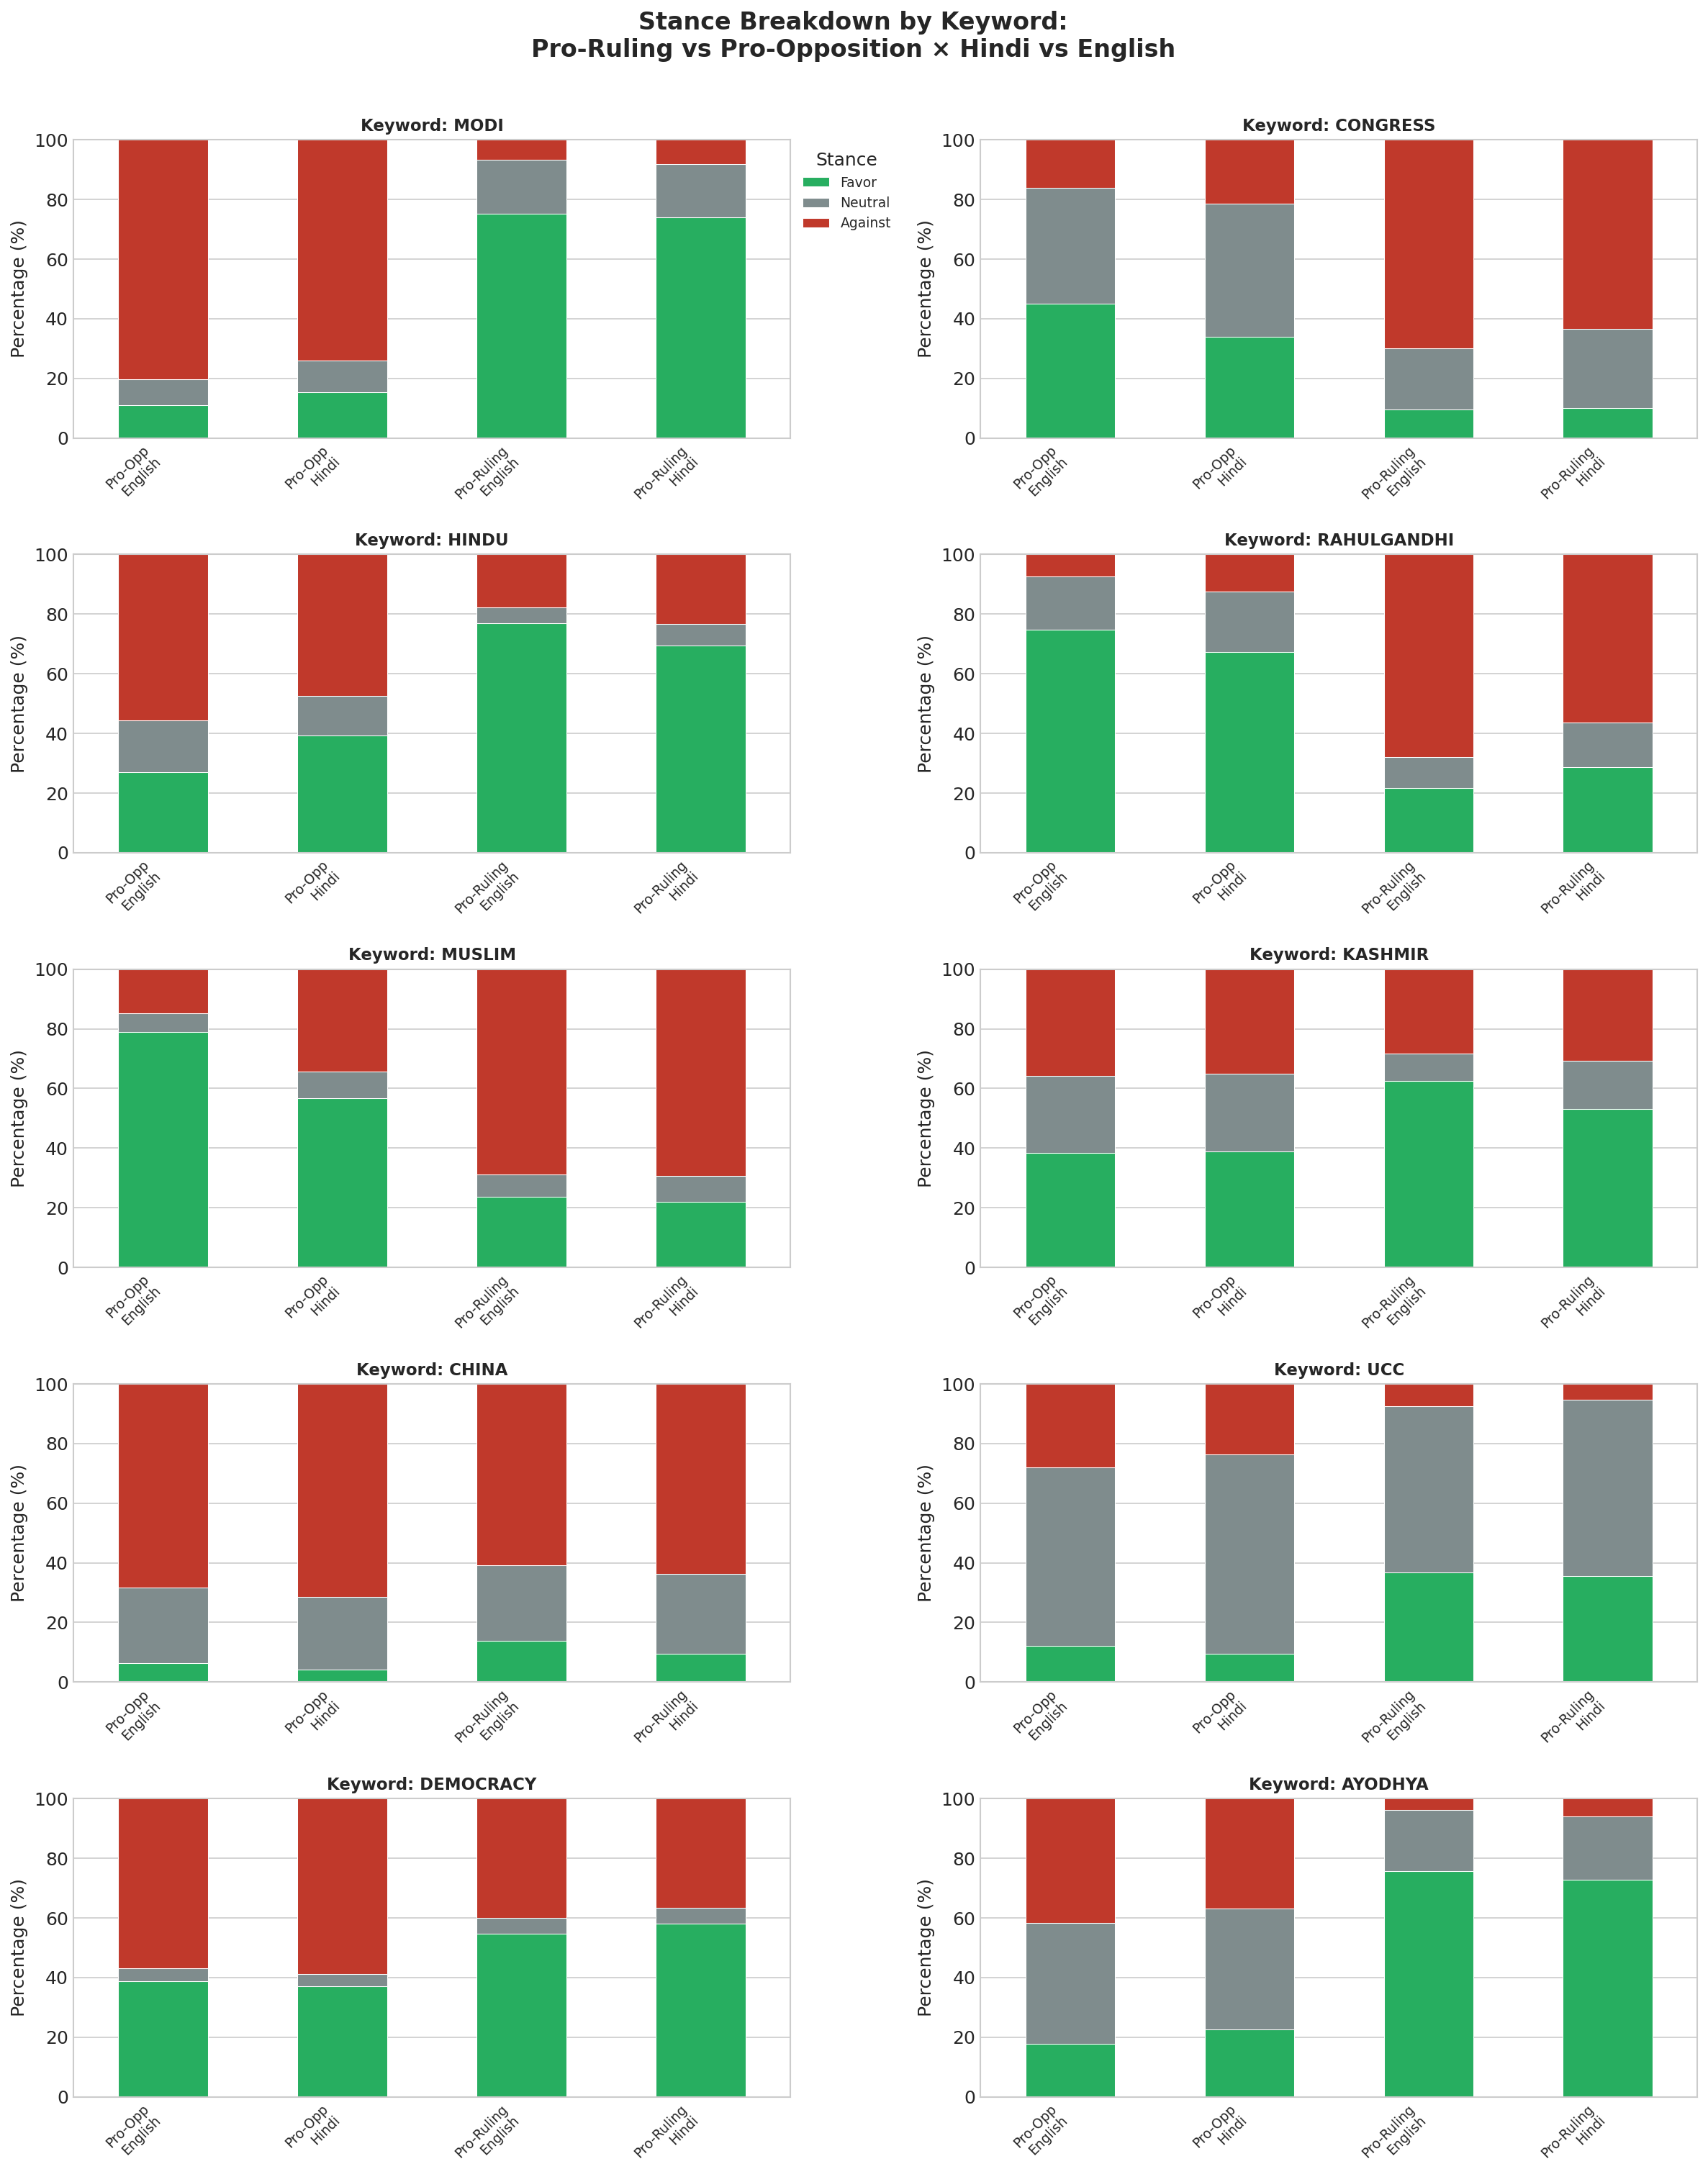 Stance Breakdown by Keyword:
Pro-Ruling vs Pro-Opposition × Hindi vs English
Keyword: MODI
Percentage (%)
100
80
60
40
20
0
Pro-Opp
English
Pro-Opp
Hindi
Pro-Ruling
English
Pro-Ruling
Hindi
Stance
Favor
Neutral
Against
Keyword: CONGRESS
Percentage (%)
100
80
60
40
20
0
Pro-Opp
English
Pro-Opp
Hindi
Pro-Ruling
English
Pro-Ruling
Hindi
Keyword: HINDU
Percentage (%)
100
80
60
40
20
0
Pro-Opp
English
Pro-Opp
Hindi
Pro-Ruling
English
Pro-Ruling
Hindi
Keyword: RAHULGANDHI
Percentage (%)
100
80
60
40
20
0
Pro-Opp
English
Pro-Opp
Hindi
Pro-Ruling
English
Pro-Ruling
Hindi
Keyword: MUSLIM
Percentage (%)
100
80
60
40
20
0
Pro-Opp
English
Pro-Opp
Hindi
Pro-Ruling
English
Pro-Ruling
Hindi
Keyword: KASHMIR
Percentage (%)
100
80
60
40
20
0
Pro-Opp
English
Pro-Opp
Hindi
Pro-Ruling
English
Pro-Ruling
Hindi
Keyword: CHINA
Percentage (%)
100
80
60
40
20
0
Pro-Opp
English
Pro-Opp
Hindi
Pro-Ruling
English
Pro-Ruling
Hindi
Keyword: UCC
Percentage (%)
100
80
60
40
20
0
Pro-Opp
English
Pro-Opp
Hindi
Pro-Ruling
English
Pro-Ruling
Hindi
Keyword: DEMOCRACY
Percentage (%)
100
80
60
40
20
0
Pro-Opp
English
Pro-Opp
Hindi
Pro-Ruling
English
Pro-Ruling
Hindi
Keyword: AYODHYA
Percentage (%)
100
80
60
40
20
0
Pro-Opp
English
Pro-Opp
Hindi
Pro-Ruling
English
Pro-Ruling
Hindi